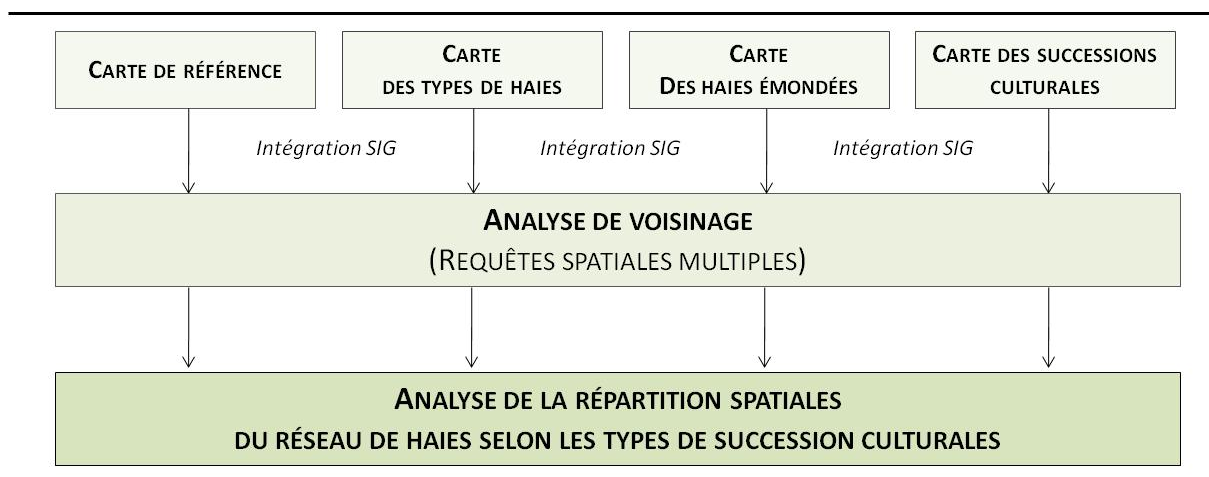 CARTE DE RÉFÉRENCE
CARTE
DES TYPES DE HAIES
CARTE
DES HAIES ÉMONDÉES
CARTE DES SUCCESSIONS
CULTURALES
Intégration SIG
Intégration SIG
Intégration SIG
ANALYSE DE VOISINAGE
(REQUÊTES SPATIALES MULTIPLES)
ANALYSE DE LA RÉPARTITION SPATIALES
DU RÉSEAU DE HAIES SELON LES TYPES DE SUCCESSION CULTURALES